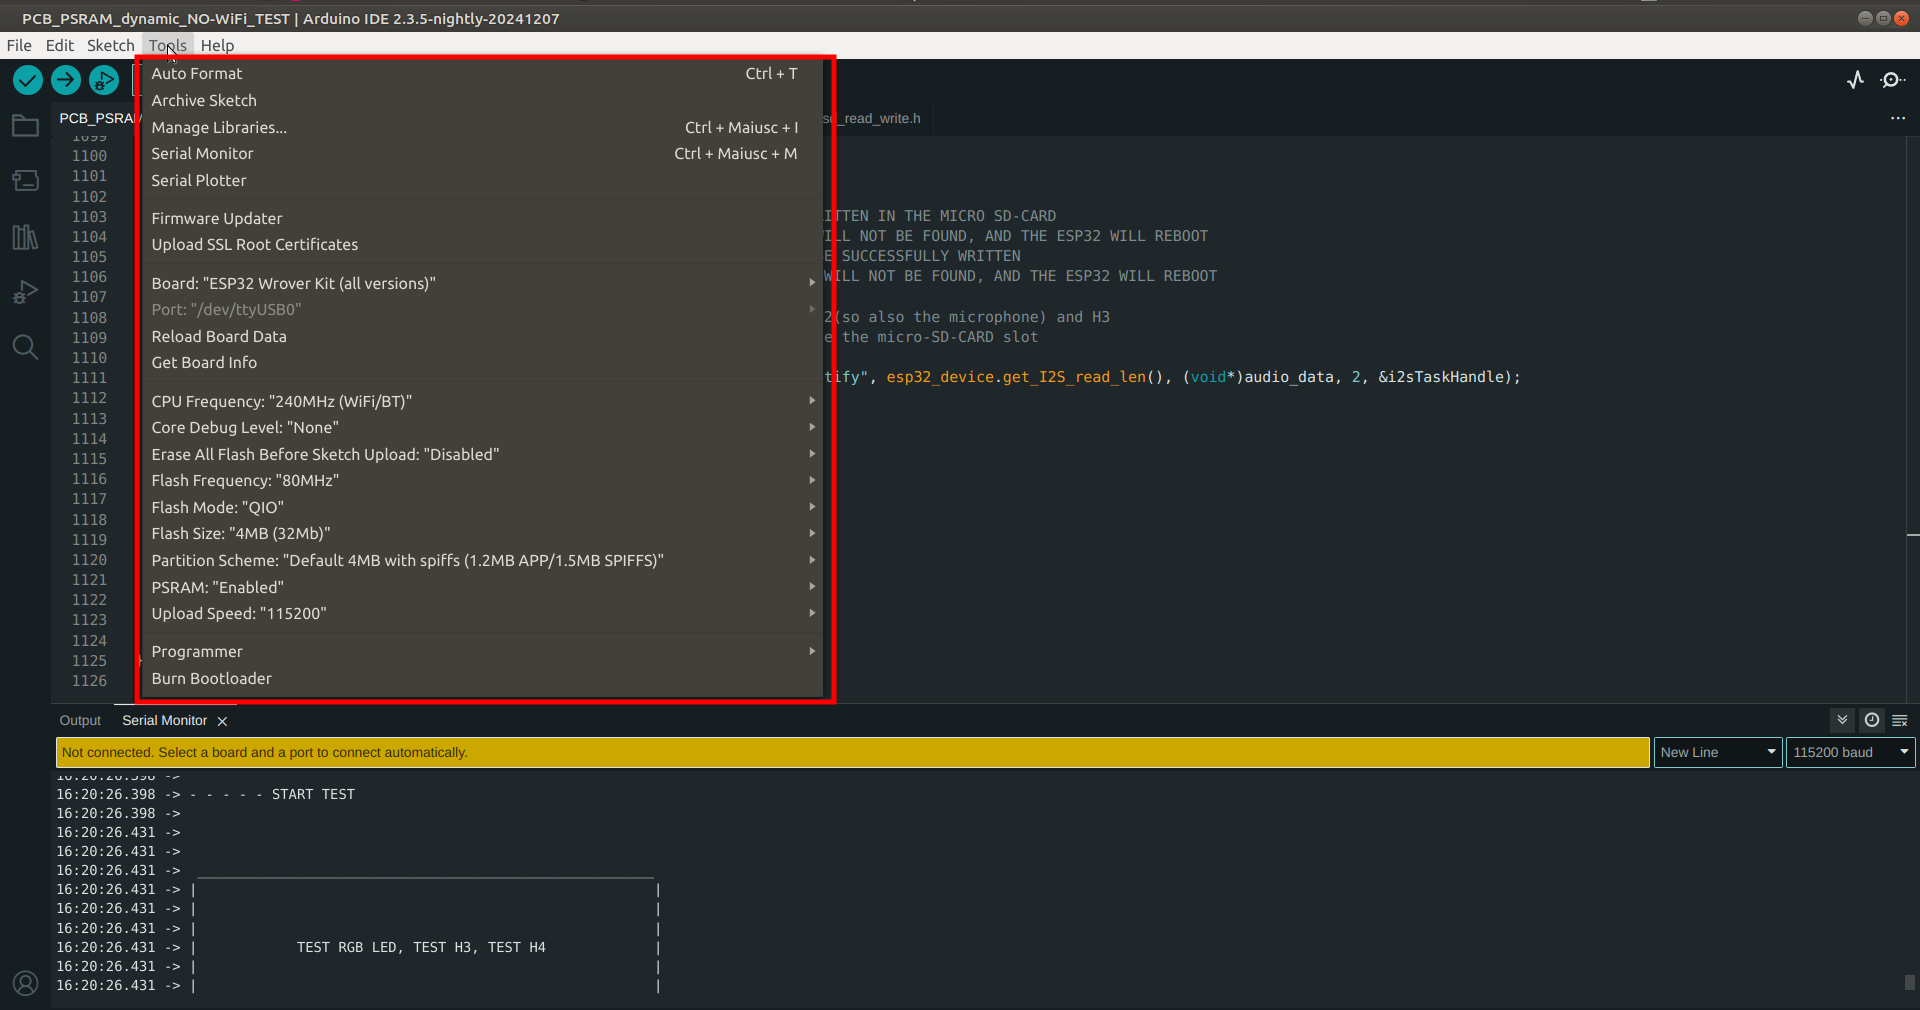 PCB_PSRAM_dynamic_NO-WiFi_TEST | Arduino IDE 2.3.5-nightly-20241207
File Edit Sketch Tools Help
Auto Format Ctrl + T
Archive Sketch
Manage Libraries... Ctrl + Maiusc + I
Serial Monitor Ctrl + Maiusc + M
Serial Plotter
Firmware Updater
Upload SSL Root Certificates
Board: "ESP32 Wrover Kit (all versions)"
Port: "/dev/ttyUSB0"
Reload Board Data
Get Board Info
CPU Frequency: "240MHz (WiFi/BT)"
Core Debug Level: "None"
Erase All Flash Before Sketch Upload: "Disabled"
Flash Frequency: "80MHz"
Flash Mode: "QIO"
Flash Size: "4MB (32Mb)"
Partition Scheme: "Default 4MB with spiffs (1.2MB APP/1.5MB SPIFFS)"
PSRAM: "Enabled"
Upload Speed: "115200"
Programmer
Burn Bootloader
PCB_PSRAM sd_read_write.h ...
1099
1100
1101
1102
1103 ITTEN IN THE MICRO SD-CARD
1104 ILL NOT BE FOUND, AND THE ESP32 WILL REBOOT
1105 E SUCCESSFULLY WRITTEN
1106 WILL NOT BE FOUND, AND THE ESP32 WILL REBOOT
1107
1108 2(so also the microphone) and H3
1109 e the micro-SD-CARD slot
1110
1111 tify", esp32_device.get_I2S_read_len(), (void*)audio_data, 2, &i2sTaskHandle);
1112
1113
1114
1115
1116
1117
1118
1119
1120
1121
1122
1123
1124
1125 }
1126
Output Serial Monitor
Not connected. Select a board and a port to connect automatically. New Line 115200 baud
16:20:26.398 ->
16:20:26.398 -> - - - - - START TEST
16:20:26.398 ->
16:20:26.431 ->
16:20:26.431 ->
16:20:26.431 -> _______________________________________________________
16:20:26.431 -> | |
16:20:26.431 -> | |
16:20:26.431 -> | |
16:20:26.431 -> | TEST RGB LED, TEST H3, TEST H4 |
16:20:26.431 -> | |
16:20:26.431 -> | |